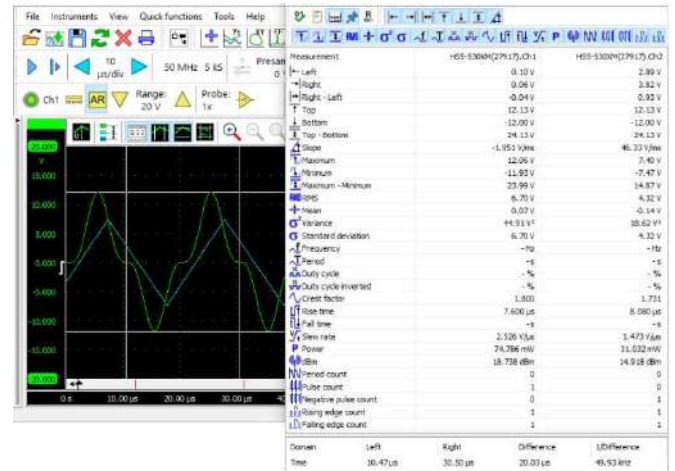 File Instruments View Quick functions Tools Help
10
µs/div
50 MHz 5 kS
Ch1
AR
Range:
20 V
Probe:
1x
20.000
V
15.000
10.000
5.000
0.000
-5.000
-10.000
0 s 10.00 µs 20.00 µs 30.00 µs
Measurement HS5-530XM(27917).Ch1 HS5-530XM(27917).Ch2
Left 0.10 V 2.89 V
Right 0.06 V 3.82 V
Right - Left -0.04 V 0.93 V
Top 12.13 V 12.13 V
Bottom -12.00 V -12.00 V
Top - Bottom 24.13 V -24.13 V
Slope -1.951 V/ms 46.33 V/ms
Maximum 12.06 V 7.40 V
Minimum -11.93 V -7.47 V
Maximum - Minimum 23.99 V 14.87 V
RMS 6.70 V 4.32 V
Mean 0.07 V -0.14 V
Variance 44.91 V² 18.62 V²
Standard deviation 6.70 V 4.32 V
Frequency - Hz - Hz
Period - s - s
Duty cycle - % - %
Duty cycle inverted - % - %
Crest factor 1.800 1.731
Rise time 7.600 µs 8.080 µs
Fall time - s - s
Slew rate 2.526 V/µs 1.473 V/µs
P Power 74.786 mW 31.032 mW
dBm 18.738 dBm 14.918 dBm
Period count 0 0
Pulse count 1 0
Negative pulse count 0 1
Rising edge count 1 1
Falling edge count 1 1
Domain Left Right Difference 1/Difference
Time 10.47 µs 30.50 µs 20.03 µs 49.93 kHz